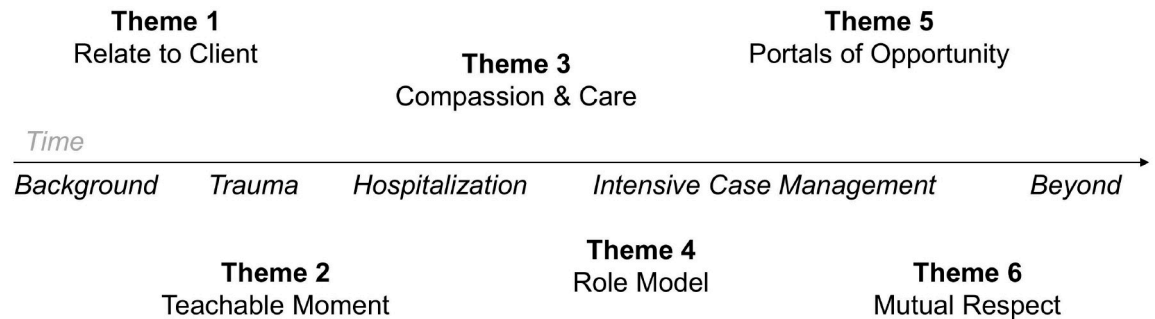 Theme 1
Relate to Client
Theme 3
Compassion & Care
Theme 5
Portals of Opportunity
Time
Background Trauma Hospitalization Intensive Case Management Beyond
Theme 2
Teachable Moment
Theme 4
Role Model
Theme 6
Mutual Respect